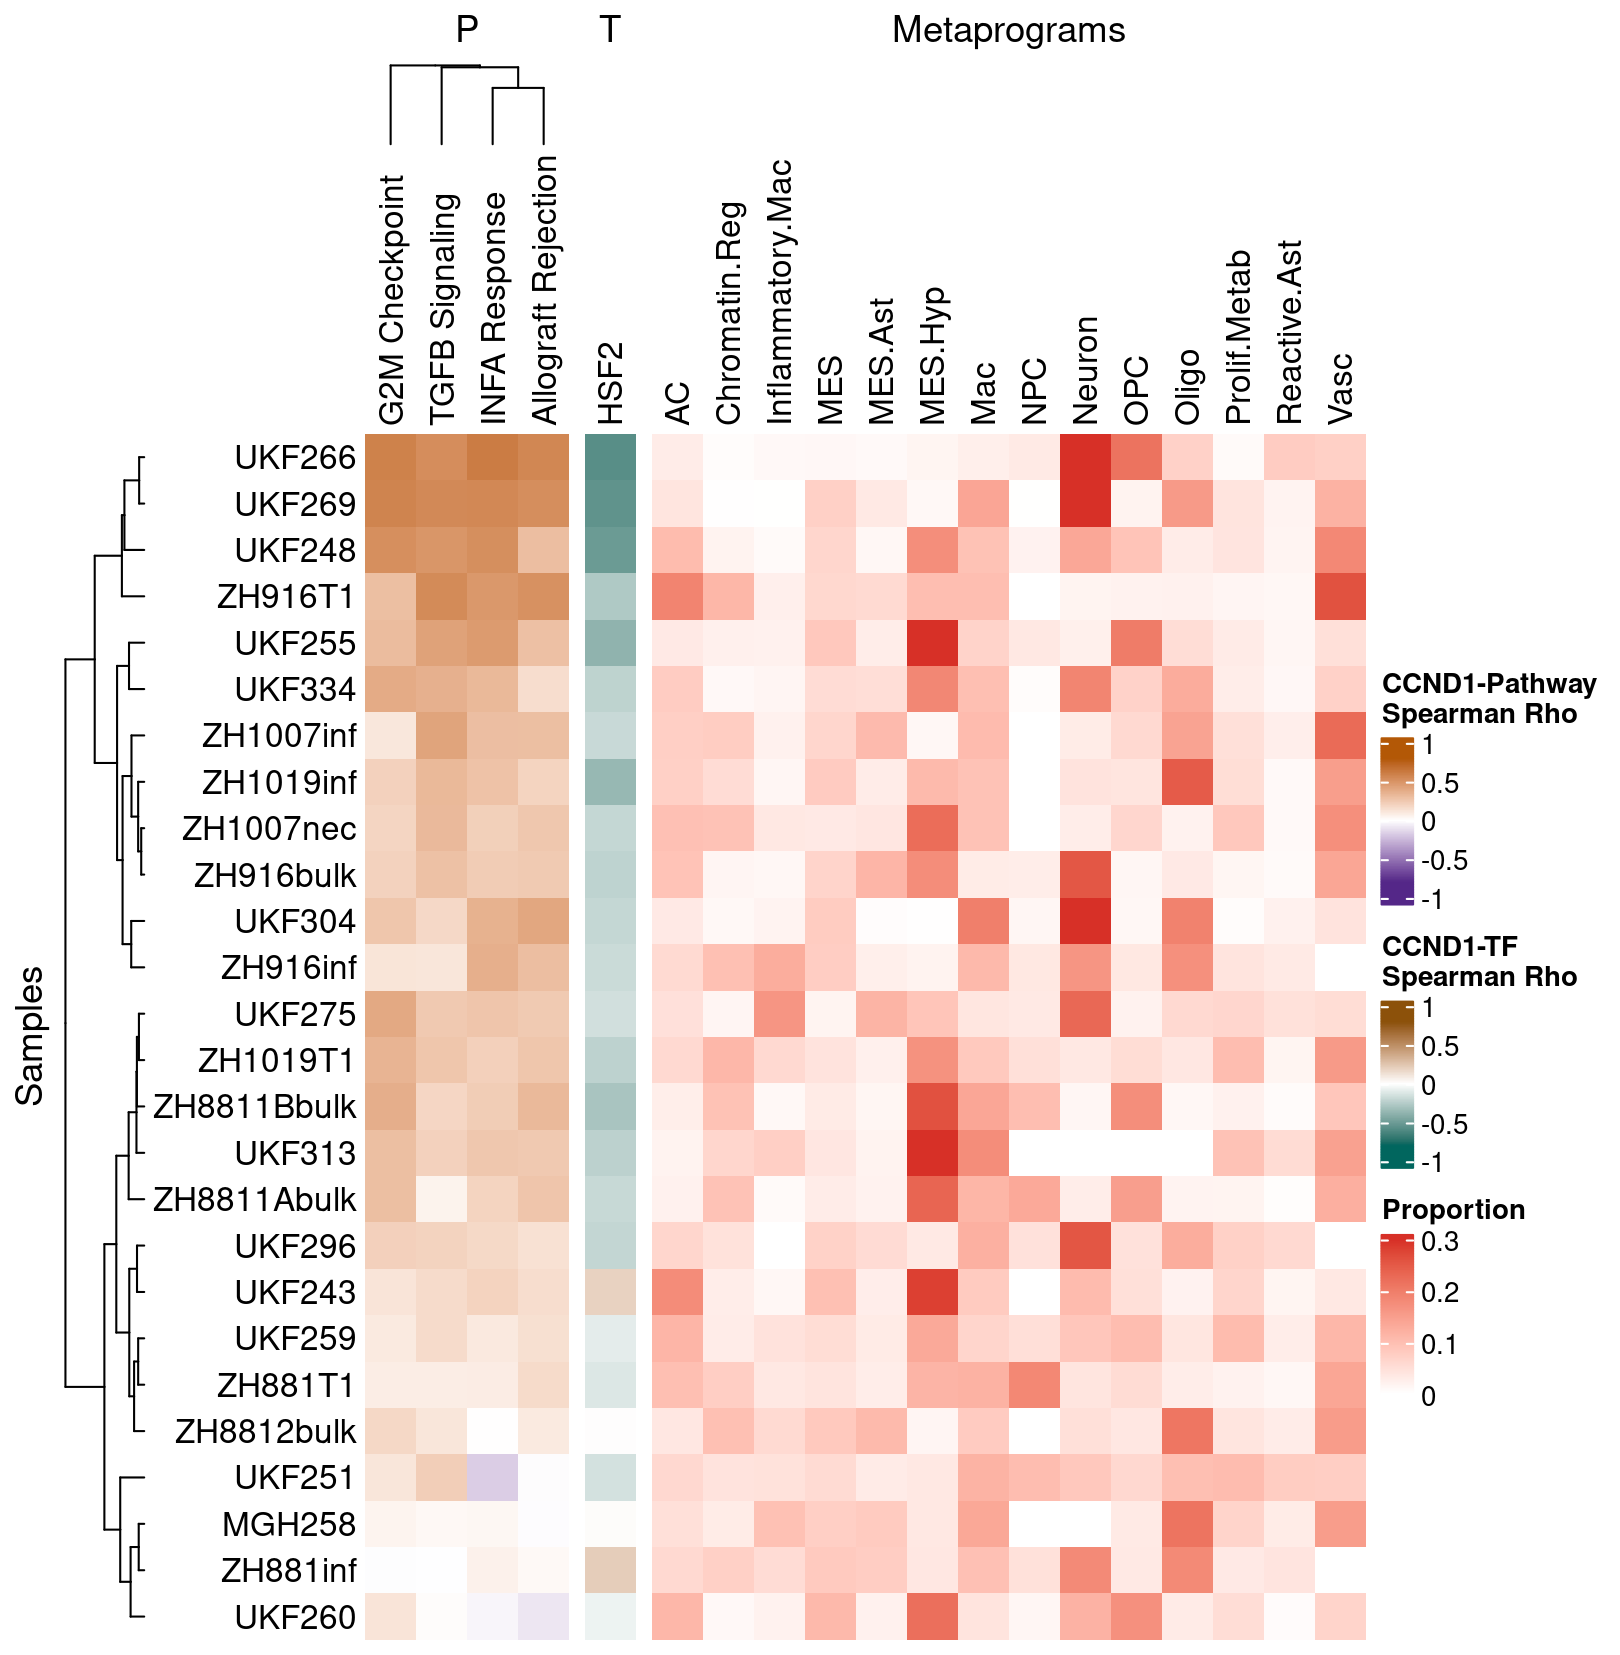 P
T
Metaprograms
G2M Checkpoint
TGFB Signaling
INFA Response
Allograft Rejection
HSF2
AC
Chromatin.Reg
Inflammatory.Mac
MES
MES.Ast
MES.Hyp
Mac
NPC
Neuron
OPC
Oligo
Prolif.Metab
Reactive.Ast
Vasc
Samples
UKF266
UKF269
UKF248
ZH916T1
UKF255
UKF334
ZH1007inf
ZH1019inf
ZH1007nec
ZH916bulk
UKF304
ZH916inf
UKF275
ZH1019T1
ZH8811Bbulk
UKF313
ZH8811Abulk
UKF296
UKF243
UKF259
ZH881T1
ZH8812bulk
UKF251
MGH258
ZH881inf
UKF260
CCND1-Pathway
Spearman Rho
1
0.5
0
-0.5
-1
CCND1-TF
Spearman Rho
1
0.5
0
-0.5
-1
Proportion
0.3
0.2
0.1
0